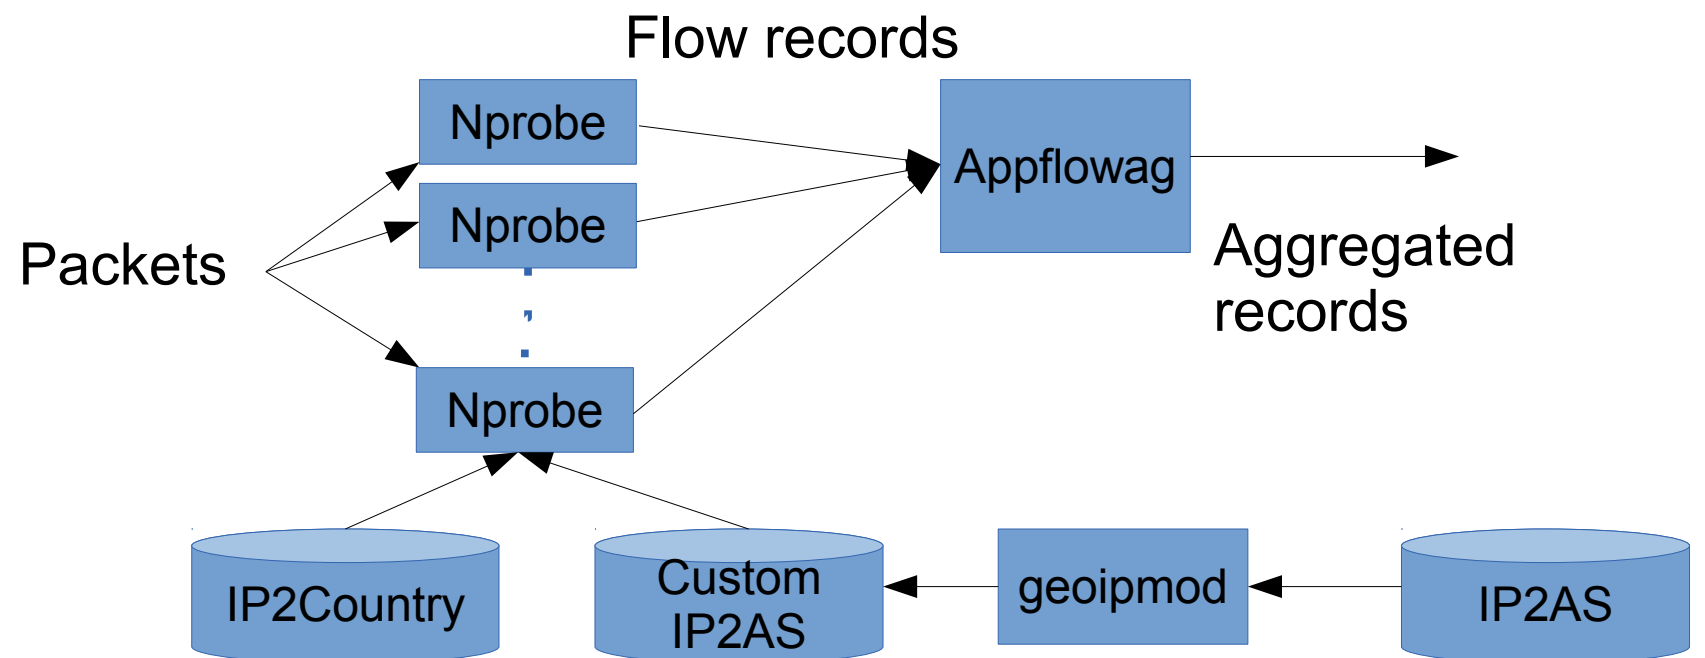 Flow records
Nprobe
Appflowag
Nprobe
Packets
Aggregated
records
Nprobe
IP2Country
Custom
IP2AS
geoipmod
IP2AS